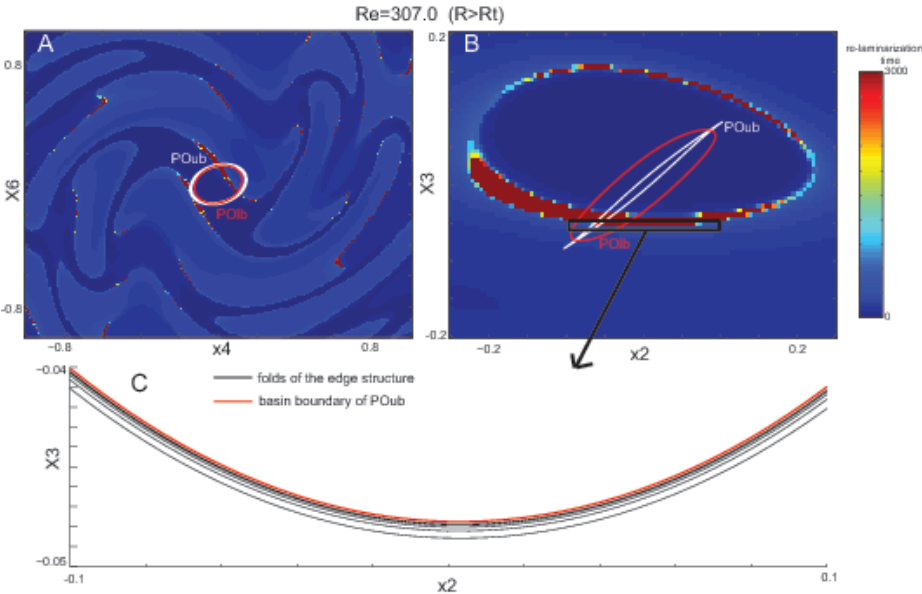 Re=307.0 (R>Rt)
A
0.8
-0.8
X6
POub
POlb
-0.8
x4
0.8
B
0.2
-0.2
X3
POub
POlb
-0.2
x2
0.2
re-laminarization
time
3000
0
C
folds of the edge structure
basin boundary of POub
-0.04
-0.05
X3
-0.1
x2
0.1